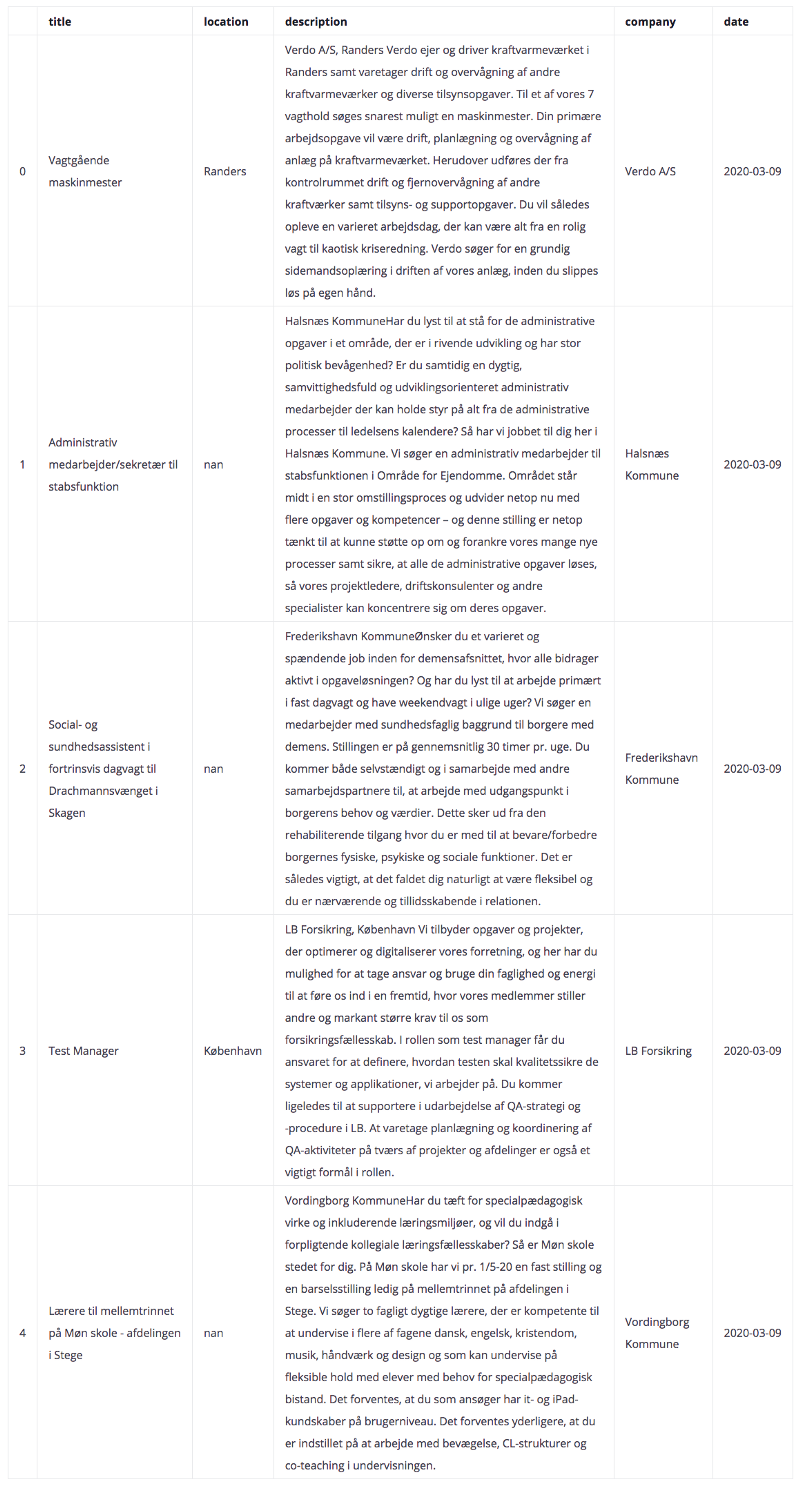 title location description company date
Verdo A/S, Randers Verdo ejer og driver kraftvarmeværket i
Randers samt varetager drift og overvågning af andre
kraftvarmeværker og diverse tilsynsopgaver. Til et af vores 7
vagthold søges snarest muligt en maskinmester. Din primære
arbejdsopgave vil være drift, planlægning og overvågning af
anlæg på kraftvarmeværket. Herudover udføres der fra
kontrolrummet drift og fjernovervågning af andre
kraftværker samt tilsyns- og supportopgaver. Du vil således
opleve en varieret arbejdsdag, der kan være alt fra en rolig
vagt til kaotisk kriseredning. Verdo søger for en grundig
sidemandsoplæring i driften af vores anlæg, inden du slippes
løs på egen hånd.
0
Vagtgående
maskinmester
Randers
Verdo A/S
2020-03-09
Halsnæs KommuneHar du lyst til at stå for de administrative
opgaver i et område, der er i rivende udvikling og har stor
politisk bevågenhed? Er du samtidig en dygtig,
samvittighedsfuld og udviklingsorienteret administrativ
medarbejder der kan holde styr på alt fra de administrative
processer til ledelsens kalendere? Så har vi jobbet til dig her i
Halsnæs Kommune. Vi søger en administrativ medarbejder til
stabsfunktionen i Område for Ejendomme. Området står
midt i en stor omstillingsproces og udvider netop nu med
flere opgaver og kompetencer – og denne stilling er netop
tænkt til at kunne støtte op om og forankre vores mange nye
processer samt sikre, at alle de administrative opgaver løses,
så vores projektledere, driftskonsulenter og andre
specialister kan koncentrere sig om deres opgaver.
1
Administrativ
medarbejder/sekretær til
stabsfunktion
nan
Halsnæs
Kommune
2020-03-09
Frederikshavn KommuneØnsker du et varieret og
spændende job inden for demensafsnittet, hvor alle bidrager
aktivt i opgaveløsningen? Og har du lyst til at arbejde primært
i fast dagvagt og have weekendvagt i ulige uger? Vi søger en
medarbejder med sundhedsfaglig baggrund til borgere med
demens. Stillingen er på gennemsnitlig 30 timer pr. uge. Du
kommer både selvstændigt og i samarbejde med andre
samarbejdspartnere til, at arbejde med udgangspunkt i
borgerens behov og værdier. Dette sker ud fra den
rehabiliterende tilgang hvor du er med til at bevare/forbedre
borgernes fysiske, psykiske og sociale funktioner. Det er
således vigtigt, at det faldet dig naturligt at være fleksibel og
du er nærværende og tillidsskabende i relationen.
2
Social- og
sundhedsassistent i
fortrinsvis dagvagt til
Drachmannsvænget i
Skagen
nan
Frederikshavn
Kommune
2020-03-09
LB Forsikring, København Vi tilbyder opgaver og projekter,
der optimerer og digitaliserer vores forretning, og her har du
mulighed for at tage ansvar og bruge din faglighed og energi
til at føre os ind i en fremtid, hvor vores medlemmer stiller
andre og markant større krav til os som
forsikringsfællesskab. I rollen som test manager får du
ansvaret for at definere, hvordan testen skal kvalitetssikre de
systemer og applikationer, vi arbejder på. Du kommer
ligeledes til at supportere i udarbejdelse af QA-strategi og
-procedure i LB. At varetage planlægning og koordinering af
QA-aktiviteter på tværs af projekter og afdelinger er også et
vigtigt formål i rollen.
3
Test Manager
København
LB Forsikring
2020-03-09
Vordingborg KommuneHar du tæft for specialpædagogisk
virke og inkluderende læringsmiljøer, og vil du indgå i
forpligtende kollegiale læringsfællesskaber? Så er Møn skole
stedet for dig. På Møn skole har vi pr. 1/5-20 en fast stilling og
en barselsstilling ledig på mellemtrinnet på afdelingen i
Stege. Vi søger to fagligt dygtige lærere, der er kompetente til
at undervise i flere af fagene dansk, engelsk, kristendom,
musik, håndværk og design og som kan undervise på
fleksible hold med elever med behov for specialpædagogisk
bistand. Det forventes, at du som ansøger har it- og iPad-
kundskaber på brugerniveau. Det forventes yderligere, at du
er indstillet på at arbejde med bevægelse, CL-strukturer og
co-teaching i undervisningen.
4
Lærere til mellemtrinnet
på Møn skole - afdelingen
i Stege
nan
Vordingborg
Kommune
2020-03-09